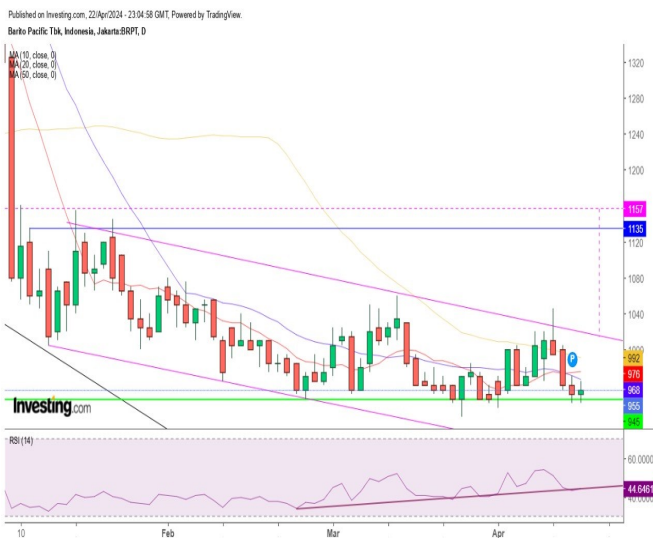 Published on Investing.com, 22/Apr/2024 - 23:04:58 GMT, Powered by TradingView.
Barito Pacific Tbk, Indonesia, Jakarta:BRPT, D
MA (10, close, 0)
MA (20, close, 0)
MA (50, close, 0)
1320
1280
1240
1200
1157
1135
1120
1080
1040
1000
992
976
968
955
945
P
Investing.com
RSI (14)
60.0000
44.6461
40.0000
10 Feb Mar Apr